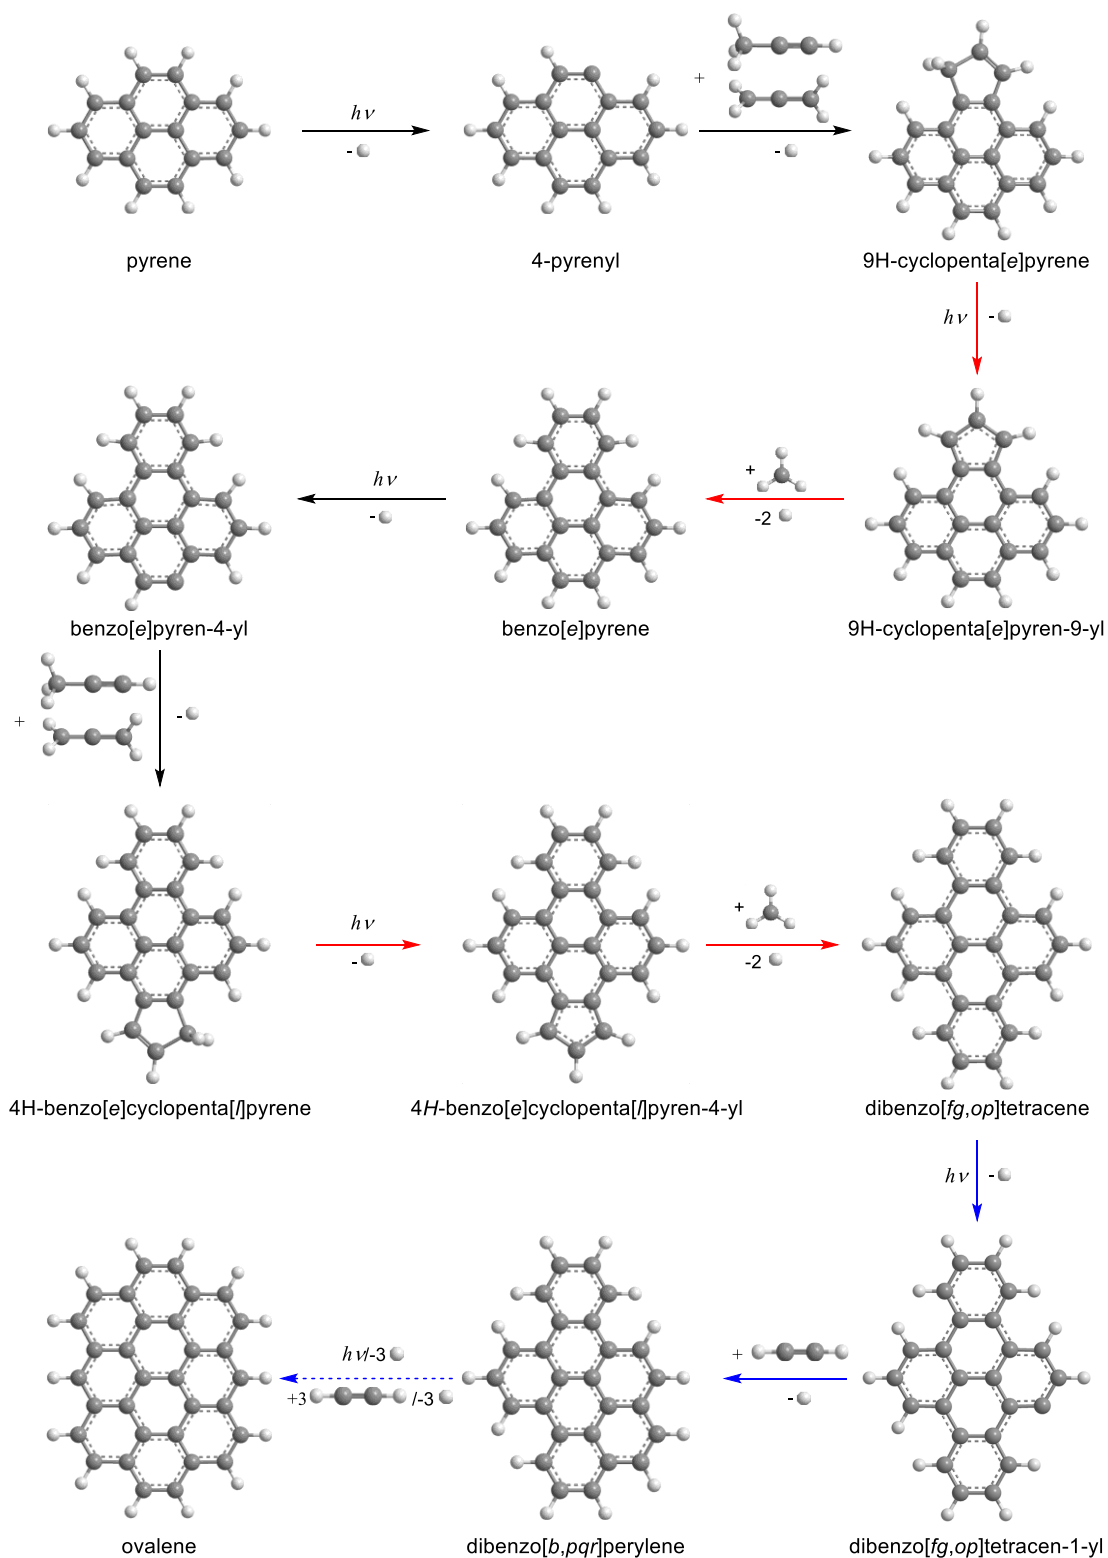 hν
-
+
-
pyrene
4-pyrenyl
9H-cyclopenta[e]pyrene
hν
-
hν
-
+
-2
benzo[e]pyren-4-yl
benzo[e]pyrene
9H-cyclopenta[e]pyren-9-yl
+
-
hν
-
+
-2
4H-benzo[e]cyclopenta[l]pyrene
4H-benzo[e]cyclopenta[l]pyren-4-yl
dibenzo[fg,op]tetracene
hν
-
hν/-3
+3 /-3
+
-
ovalene
dibenzo[b,pqr]perylene
dibenzo[fg,op]tetracen-1-yl